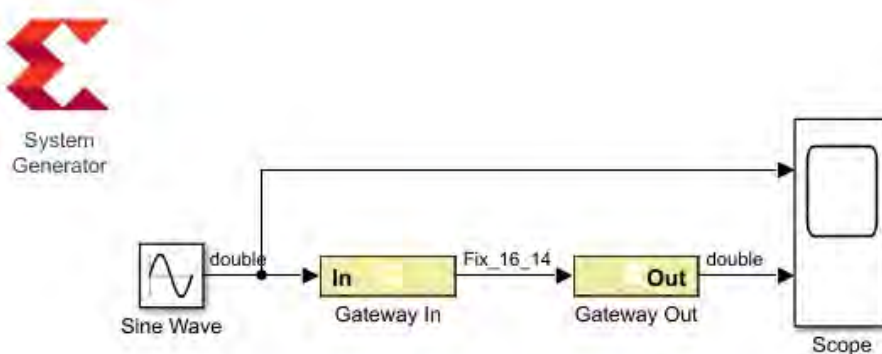 System
Generator
double
Fix_16_14
double
In
Out
Sine Wave
Gateway In
Gateway Out
Scope